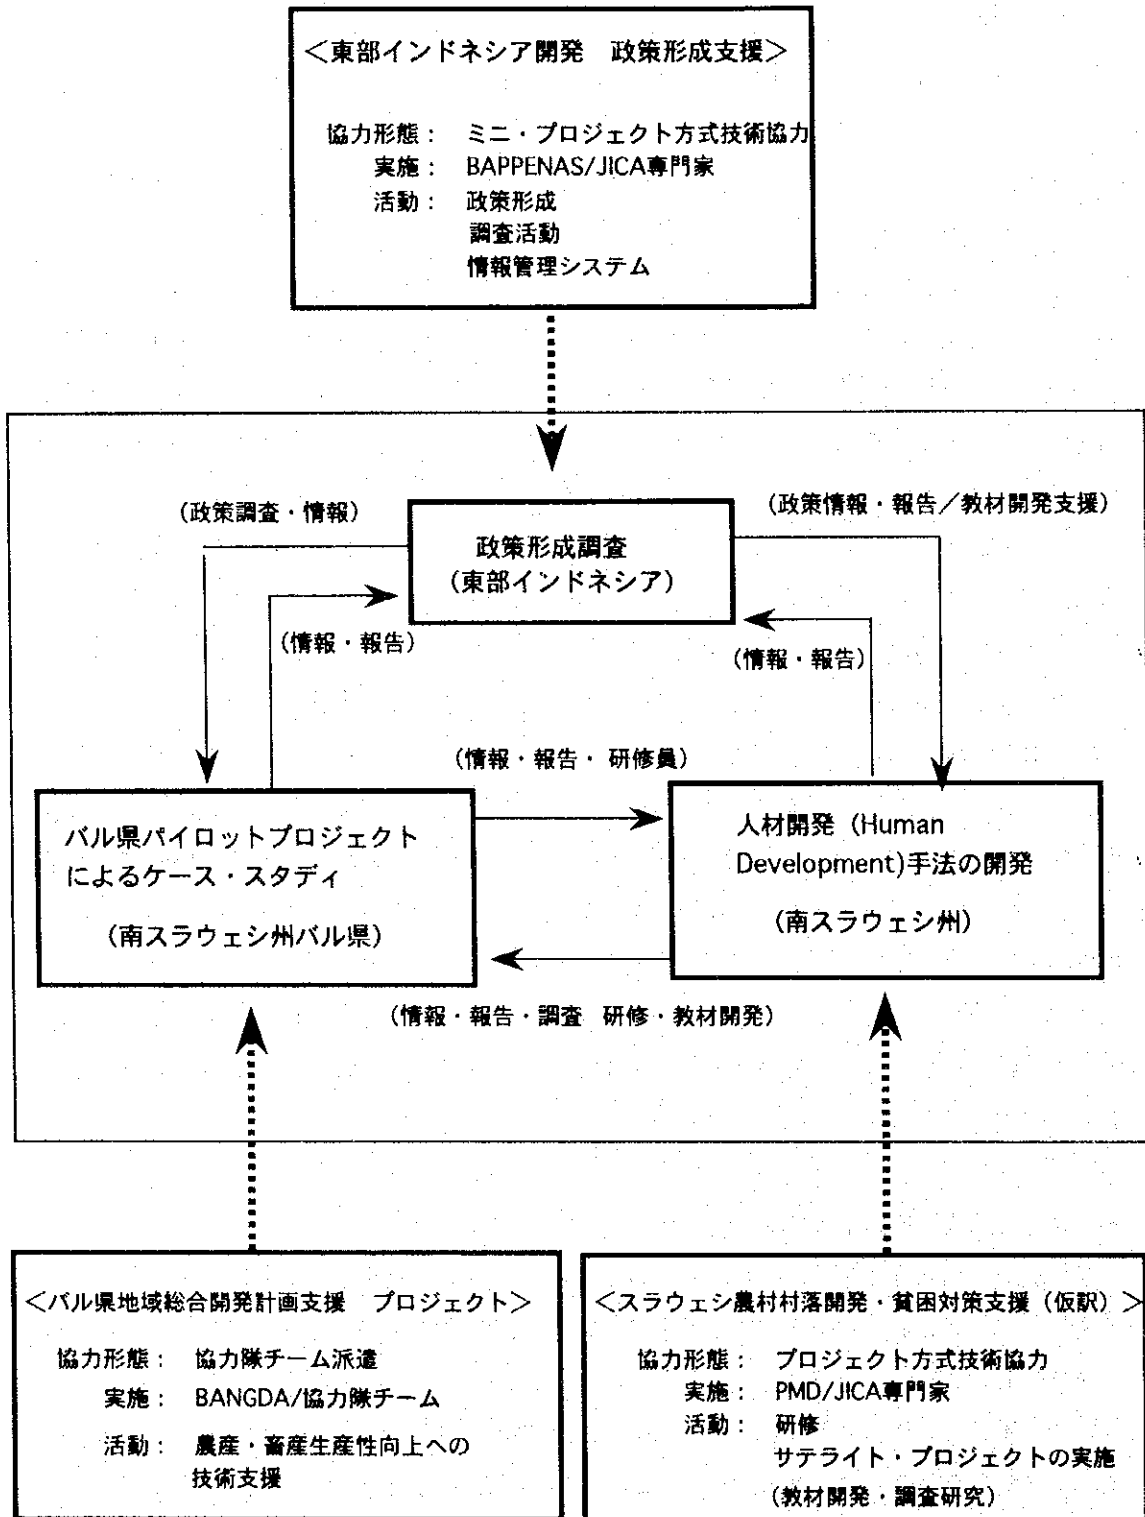 ＜東部インドネシア開発　政策形成支援＞
協力形態：　ミニ・プロジェクト方式技術協力
実施：　BAPPENAS/JICA専門家
活動：　政策形成
調査活動
情報管理システム
（政策調査・情報）
（政策情報・報告／教材開発支援）
政策形成調査
（東部インドネシア）
（情報・報告）
（情報・報告）
（情報・報告・ 研修員）
バル県パイロットプロジェクト
によるケース・スタディ
（南スラウェシ州バル県）
人材開発（Human
Development)手法の開発
（南スラウェシ州）
（情報・報告・調査　研修・教材開発）
＜バル県地域総合開発計画支援　プロジェクト＞
協力形態：　協力隊チーム派遣
実施：　BANGDA/協力隊チーム
活動：　農産・畜産生産性向上への
技術支援
＜スラウェシ農村村落開発・貧困対策支援（仮訳）＞
協力形態：　プロジェクト方式技術協力
実施：　PMD/JICA専門家
活動：　研修
サテライト・プロジェクトの実施
（教材開発・調査研究）